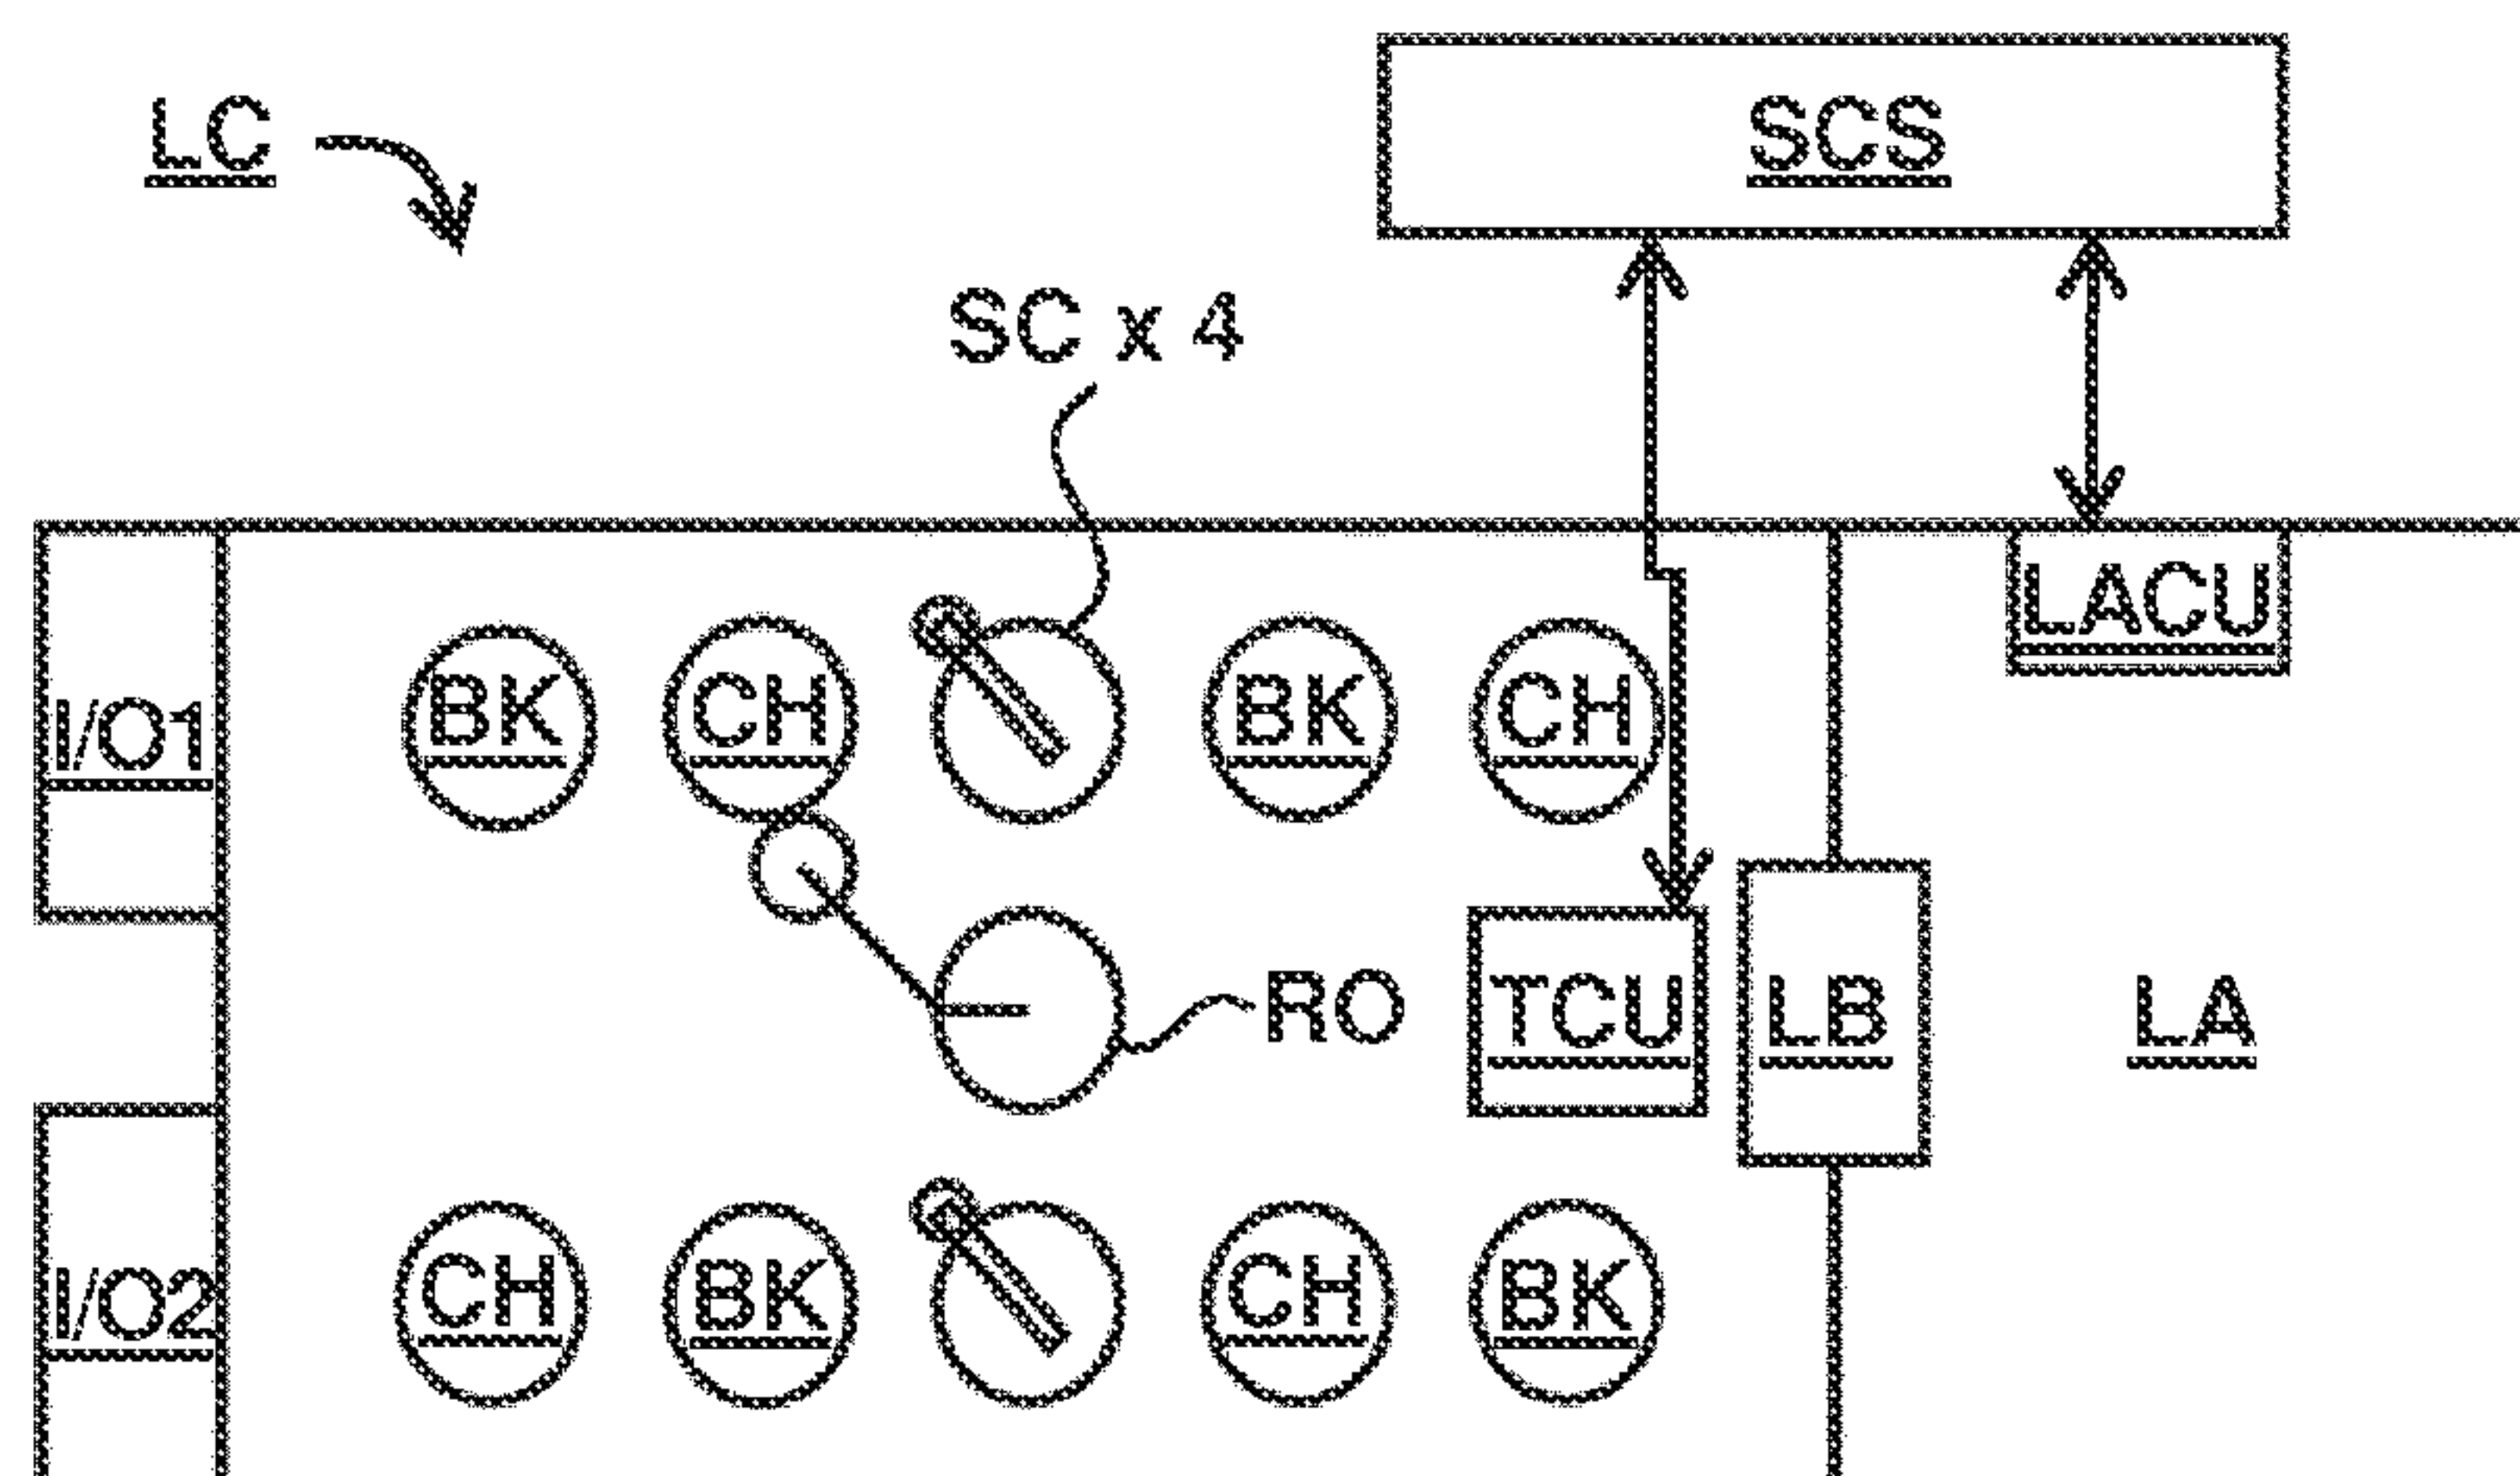 LC
SCS
SC x 4
LACU
I/O1
BK CH BK CH
RO TCU LB LA
I/O2
CH BK CH BK